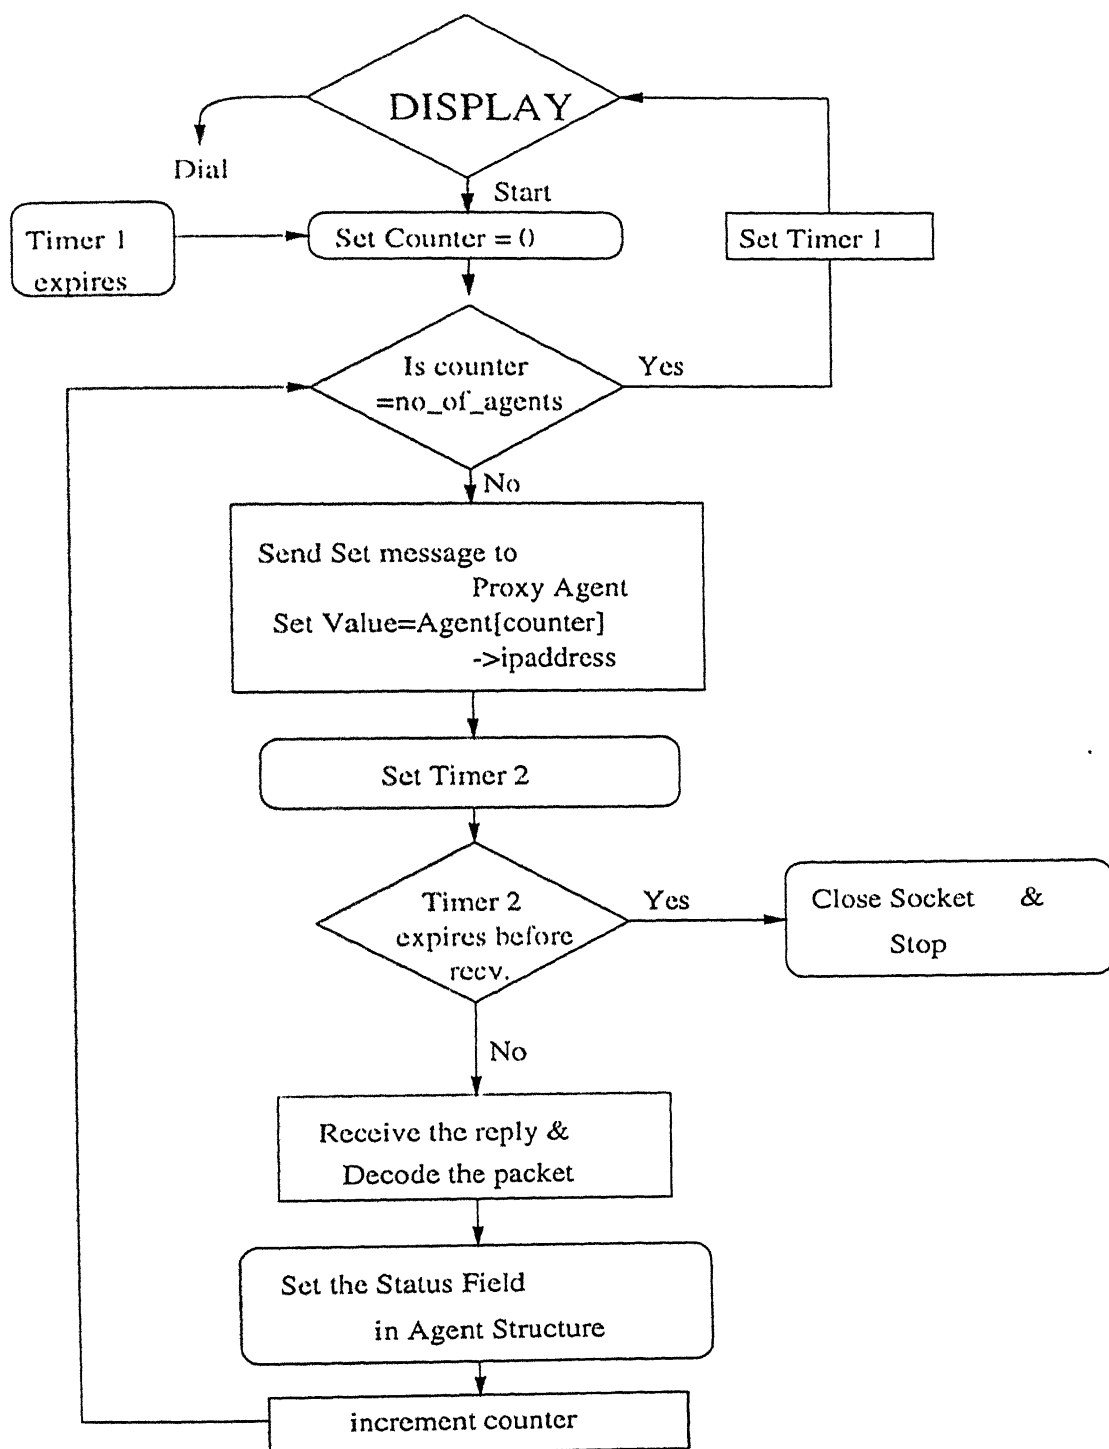 DISPLAY
Dial
Start
Timer 1
expires
Set Counter = 0
Set Timer 1
Is counter
=no_of_agents
Yes
No
Send Set message to
Proxy Agent
Set Value=Agent[counter]
->ipaddress
Set Timer 2
Timer 2
expires before
recv.
Yes
Close Socket &
Stop
No
Receive the reply &
Decode the packet
Set the Status Field
in Agent Structure
increment counter